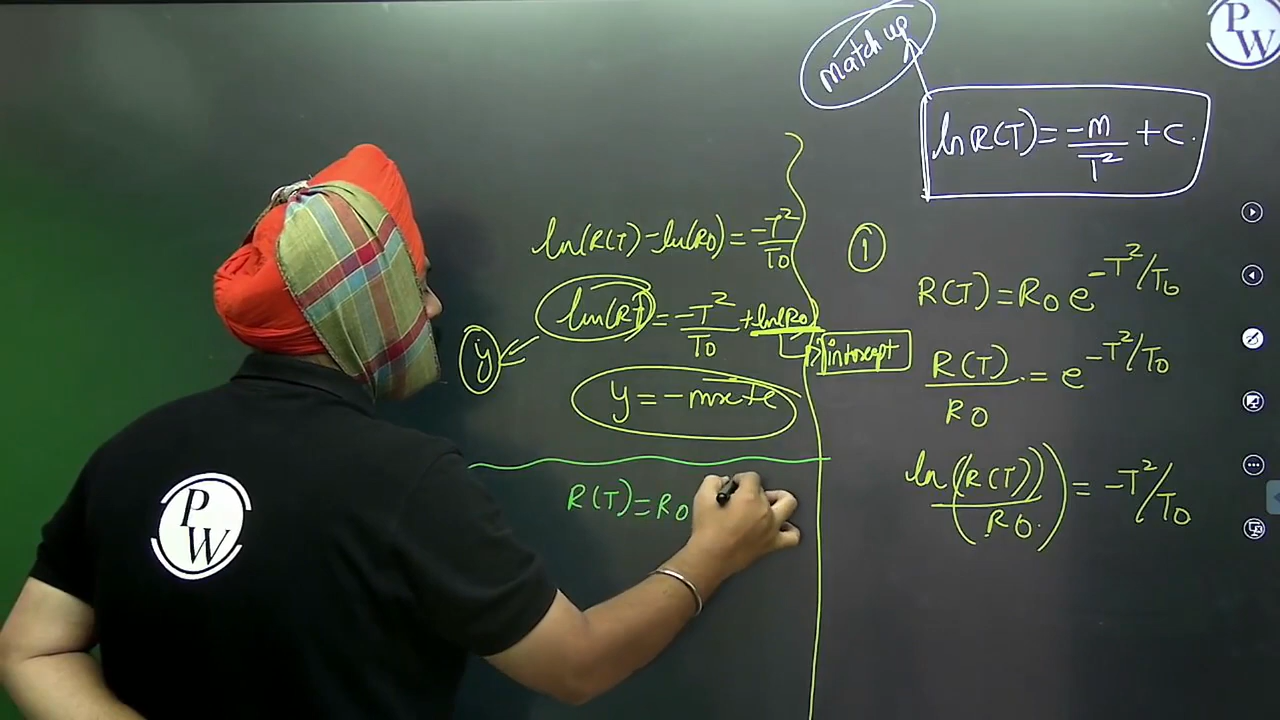 match up
PW
ln R(T) = -M/T² + C.
ln(R(T) - ln(R0) = -T²/T0
ln(RT) = -T²/T0 + ln(R0)
y
intercept
y = -mx + c
R(T) = R0
①
R(T) = R0 e^-T²/T0
R(T)/R0 = e^-T²/T0
ln(R(T))/(R0) = -T²/T0
PW